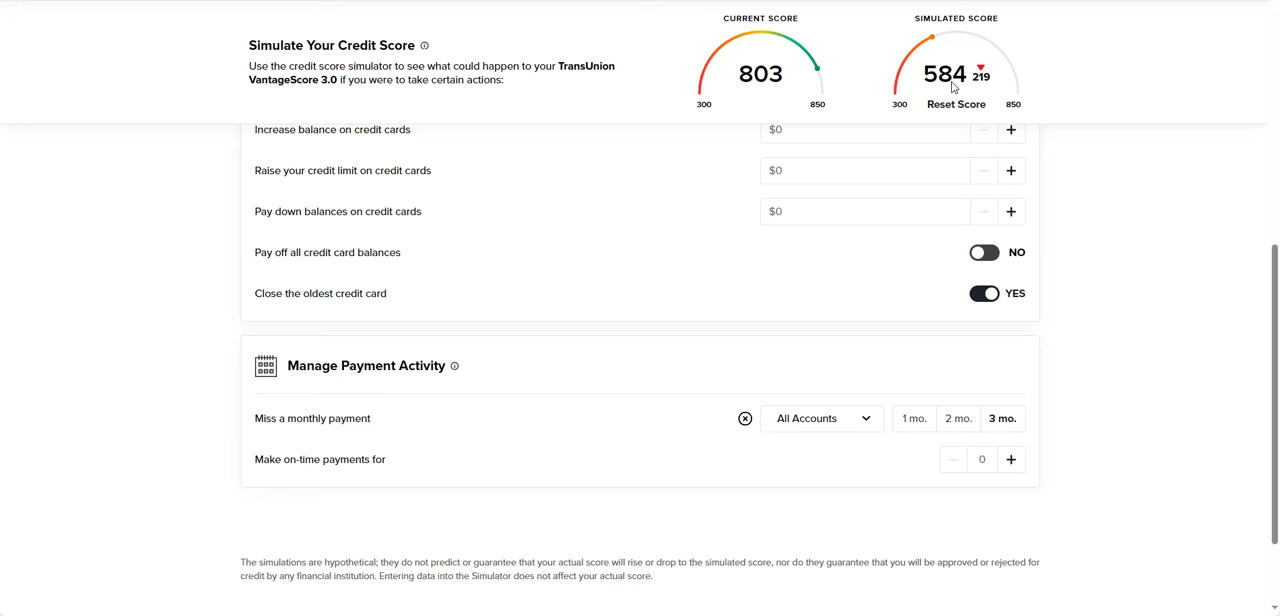 CURRENT SCORE
SIMULATED SCORE
Simulate Your Credit Score
Use the credit score simulator to see what could happen to your TransUnion
VantageScore 3.0 if you were to take certain actions:
803
584 219
300 850
300 Reset Score 850
Increase balance on credit cards $0 − +
Raise your credit limit on credit cards $0 − +
Pay down balances on credit cards $0 − +
Pay off all credit card balances NO
Close the oldest credit card YES
Manage Payment Activity
Miss a monthly payment All Accounts 1 mo. 2 mo. 3 mo.
Make on-time payments for − 0 +
The simulations are hypothetical; they do not predict or guarantee that your actual score will rise or drop to the simulated score, nor do they guarantee that you will be approved or rejected for
credit by any financial institution. Entering data into the Simulator does not affect your actual score.